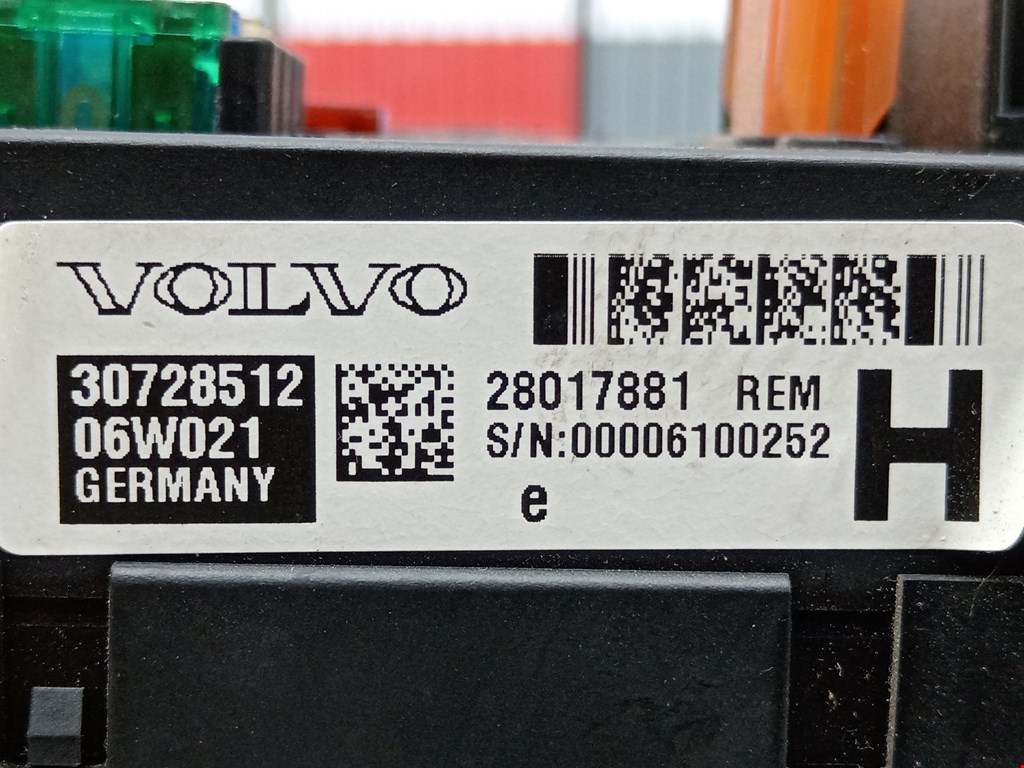 VOLVO
30728512
06W021
GERMANY
28017881 REM
S/N:00006100252
e
H